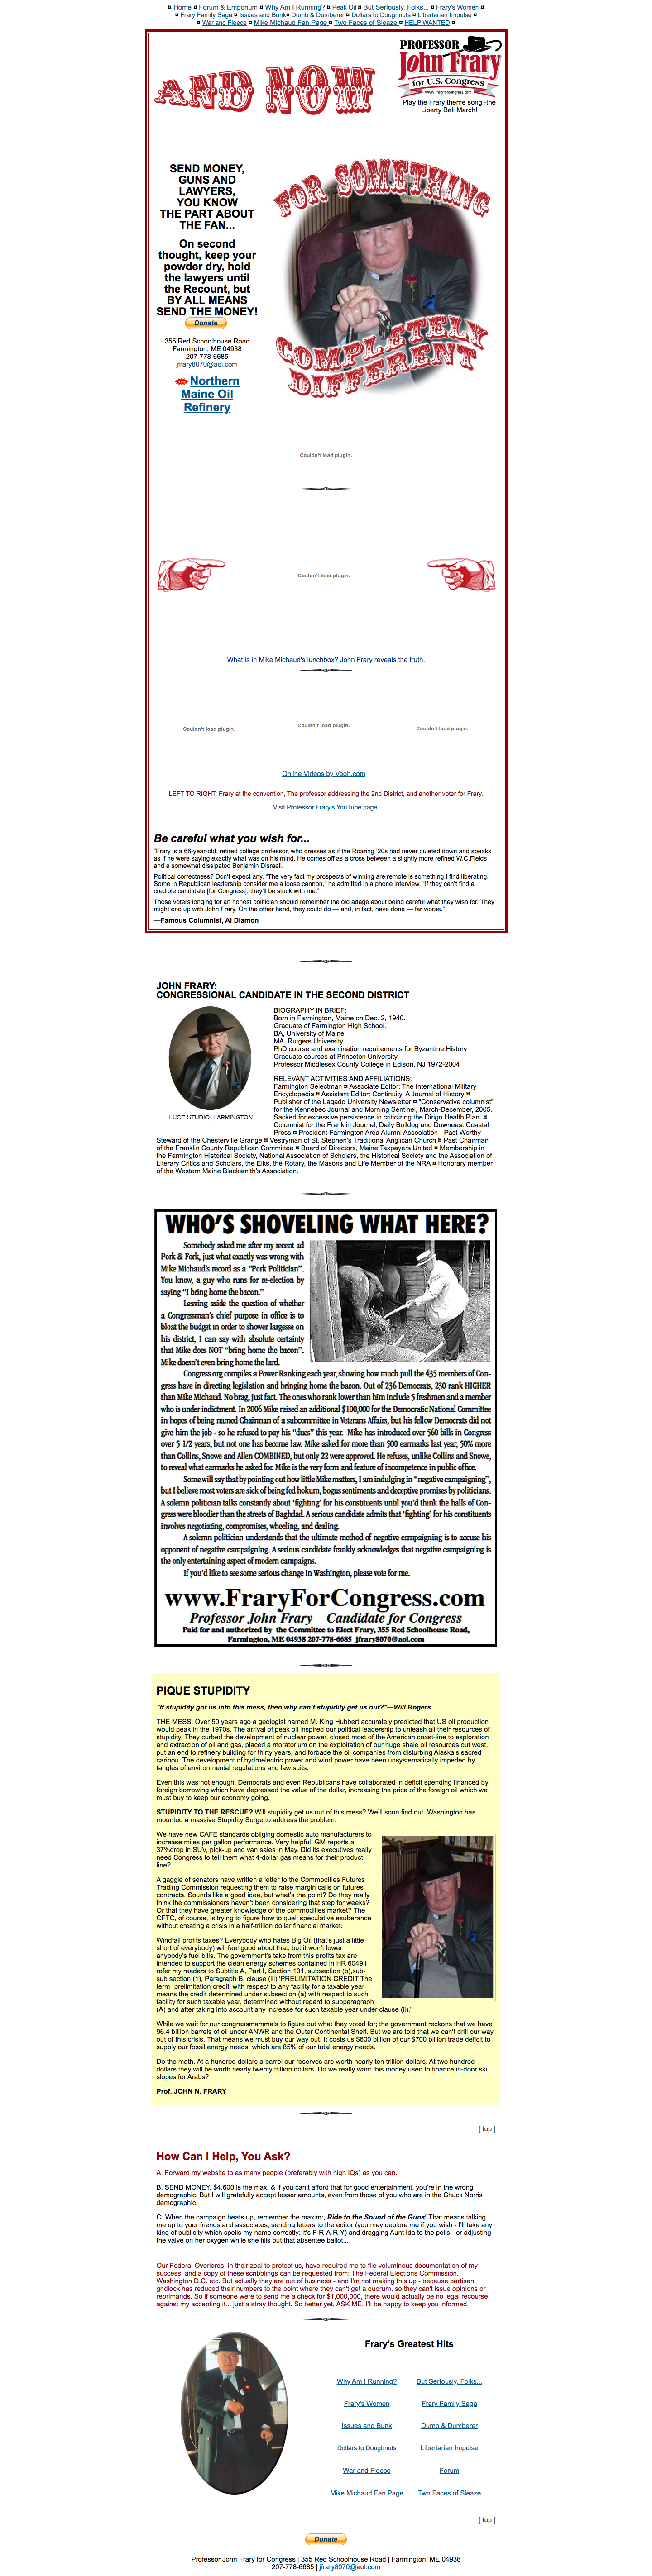 ¤ Home ¤ Forum & Emporium ¤ Why Am I Running? ¤ Peak Oil ¤ But Seriously, Folks... ¤ Frary's Women ¤
¤ Frary Family Saga ¤ Issues and Bunk¤ Dumb & Dumberer ¤ Dollars to Doughnuts ¤ Libertarian Impulse ¤
¤ War and Fleece ¤ Mike Michaud Fan Page ¤ Two Faces of Sleaze ¤ HELP WANTED ¤
AND NOW
PROFESSOR
John Frary
for U.S. Congress
www.fraryforcongress.com
Play the Frary theme song -the
Liberty Bell March!
SEND MONEY,
GUNS AND
LAWYERS,
YOU KNOW
THE PART ABOUT
THE FAN...
On second
thought, keep your
powder dry, hold
the lawyers until
the Recount, but
BY ALL MEANS
SEND THE MONEY!
Donate
355 Red Schoolhouse Road
Farmington, ME 04938
207-778-6685
jfrary8070@aol.com
Northern
Maine Oil
Refinery
FOR SOMETHING
COMPLETELY
DIFFERENT
Couldn't load plugin.
Couldn't load plugin.
What is in Mike Michaud's lunchbox? John Frary reveals the truth.
Couldn't load plugin.
Couldn't load plugin.
Couldn't load plugin.
Online Videos by Veoh.com
LEFT TO RIGHT: Frary at the convention, The professor addressing the 2nd District, and another voter for Frary.
Visit Professor Frary's YouTube page.
Be careful what you wish for...
"Frary is a 66-year-old, retired college professor, who dresses as if the Roaring '20s had never quieted down and speaks
as if he were saying exactly what was on his mind. He comes off as a cross between a slightly more refined W.C.Fields
and a somewhat dissipated Benjamin Disraeli.
Political correctness? Don't expect any. "The very fact my prospects of winning are remote is something I find liberating.
Some in Republican leadership consider me a loose cannon," he admitted in a phone interview. "If they can't find a
credible candidate [for Congress], they'll be stuck with me."
Those voters longing for an honest politician should remember the old adage about being careful what they wish for. They
might end up with John Frary. On the other hand, they could do — and, in fact, have done — far worse."
—Famous Columnist, Al Diamon
JOHN FRARY:
CONGRESSIONAL CANDIDATE IN THE SECOND DISTRICT
LUCE STUDIO, FARMINGTON
BIOGRAPHY IN BRIEF:
Born in Farmington, Maine on Dec. 2, 1940.
Graduate of Farmington High School.
BA, University of Maine
MA, Rutgers University
PhD course and examination requirements for Byzantine History
Graduate courses at Princeton University
Professor Middlesex County College in Edison, NJ 1972-2004
RELEVANT ACTIVITIES AND AFFILIATIONS:
Farmington Selectman ¤ Associate Editor: The International Military
Encyclopedia ¤ Assistant Editor: Continuity, A Journal of History ¤
Publisher of the Lagado University Newsletter ¤ "Conservative columnist"
for the Kennebec Journal and Morning Sentinel, March-December, 2005.
Sacked for excessive persistence in criticizing the Dirigo Health Plan. ¤
Columnist for the Franklin Journal, Daily Bulldog and Downeast Coastal
Press ¤ President Farmington Area Alumni Association - Past Worthy
Steward of the Chesterville Grange ¤ Vestryman of St. Stephen's Traditional Anglican Church ¤ Past Chairman
of the Franklin County Republican Committee ¤ Board of Directors, Maine Taxpayers United ¤ Membership in
the Farmington Historical Society, National Association of Scholars, the Historical Society and the Association of
Literary Critics and Scholars, the Elks, the Rotary, the Masons and Life Member of the NRA ¤ Honorary member
of the Western Maine Blacksmith's Association.
WHO'S SHOVELING WHAT HERE?
Somebody asked me after my recent ad
Pork & Fork, just what exactly was wrong with
Mike Michaud's record as a "Pork Politician".
You know, a guy who runs for re-election by
saying "I bring home the bacon."
Leaving aside the question of whether
a Congressman's chief purpose in office is to
bloat the budget in order to shower largesse on
his district, I can say with absolute certainty
that Mike does NOT "bring home the bacon".
Mike doesn't even bring home the lard.
Congress.org compiles a Power Ranking each year, showing how much pull the 435 members of Con-
gress have in directing legislation and bringing home the bacon. Out of 236 Democrats, 230 rank HIGHER
than Mike Michaud. No brag, just fact. The ones who rank lower than him include 5 freshmen and a member
who is under indictment. In 2006 Mike raised an additional $100,000 for the Democratic National Committee
in hopes of being named Chairman of a subcommittee in Veterans Affairs, but his fellow Democrats did not
give him the job - so he refused to pay his "dues" this year. Mike has introduced over 560 bills in Congress
over 5 1/2 years, but not one has become law. Mike asked for more than 500 earmarks last year, 50% more
than Collins, Snowe and Allen COMBINED, but only 22 were approved. He refuses, unlike Collins and Snowe,
to reveal what earmarks he asked for. Mike is the very form and feature of incompetence in public office.
Some will say that by pointing out how little Mike matters, I am indulging in "negative campaigning",
but I believe most voters are sick of being fed hokum, bogus sentiments and deceptive promises by politicians.
A solemn politician talks constantly about 'fighting' for his constituents until you'd think the halls of Con-
gress were bloodier than the streets of Baghdad. A serious candidate admits that 'fighting' for his constituents
involves negotiating, compromises, wheeling, and dealing.
A solemn politician understands that the ultimate method of negative campaigning is to accuse his
opponent of negative campaigning. A serious candidate frankly acknowledges that negative campaigning is
the only entertaining aspect of modern campaigns.
If you'd like to see some serious change in Washington, please vote for me.
www.FraryForCongress.com
Professor John Frary Candidate for Congress
Paid for and authorized by the Committee to Elect Frary, 355 Red Schoolhouse Road,
Farmington, ME 04938 207-778-6685 jfrary8070@aol.com
PIQUE STUPIDITY
"If stupidity got us into this mess, then why can't stupidity get us out?"—Will Rogers
THE MESS; Over 50 years ago a geologist named M. King Hubbert accurately predicted that US oil production
would peak in the 1970s. The arrival of peak oil inspired our political leadership to unleash all their resources of
stupidity. They curbed the development of nuclear power, closed most of the American coast-line to exploration
and extraction of oil and gas, placed a moratorium on the exploitation of our huge shale oil resources out west,
put an end to refinery building for thirty years, and forbade the oil companies from disturbing Alaska's sacred
caribou. The development of hydroelectric power and wind power have been unsystematically impeded by
tangles of environmental regulations and law suits.
Even this was not enough. Democrats and even Republicans have collaborated in deficit spending financed by
foreign borrowing which have depressed the value of the dollar, increasing the price of the foreign oil which we
must buy to keep our economy going.
STUPIDITY TO THE RESCUE? Will stupidity get us out of this mess? We'll soon find out. Washington has
mounted a massive Stupidity Surge to address the problem.
We have new CAFE standards obliging domestic auto manufacturers to
increase miles per gallon performance. Very helpful. GM reports a
37%drop in SUV, pick-up and van sales in May. Did its executives really
need Congress to tell them what 4-dollar gas means for their product
line?
A gaggle of senators have written a letter to the Commodities Futures
Trading Commission requesting them to raise margin calls on futures
contracts. Sounds like a good idea, but what's the point? Do they really
think the commissioners haven't been considering that step for weeks?
Or that they have greater knowledge of the commodities market? The
CFTC, of course, is trying to figure how to quell speculative exuberance
without creating a crisis in a half-trillion dollar financial market.
Windfall profits taxes? Everybody who hates Big Oil (that's just a little
short of everybody) will feel good about that, but it won't lower
anybody's fuel bills. The government's take from this profits tax are
intended to support the clean energy schemes contained in HR 6049.I
refer my readers to Subtitle A, Part I, Section 101, subsection (b),sub-
sub section (1), Paragraph B, clause (iii) 'PRELIMITATION CREDIT The
term `prelimitation credit' with respect to any facility for a taxable year
means the credit determined under subsection (a) with respect to such
facility for such taxable year, determined without regard to subparagraph
(A) and after taking into account any increase for such taxable year under clause (ii).'
While we wait for our congressmammals to figure out what they voted for; the government reckons that we have
96.4 billion barrels of oil under ANWR and the Outer Continental Shelf. But we are told that we can't drill our way
out of this crisis. That means we must buy our way out. It costs us $600 billion of our $700 billion trade deficit to
supply our fossil energy needs, which are 85% of our total energy needs.
Do the math. At a hundred dollars a barrel our reserves are worth nearly ten trillion dollars. At two hundred
dollars they will be worth nearly twenty trillion dollars. Do we really want this money used to finance in-door ski
slopes for Arabs?
Prof. JOHN N. FRARY
[ top ]
How Can I Help, You Ask?
A. Forward my website to as many people (preferably with high IQs) as you can.
B. SEND MONEY. $4,600 is the max, & if you can't afford that for good entertainment, you're in the wrong
demographic. But I will gratefully accept lesser amounts, even from those of you who are in the Chuck Norris
demographic.
C. When the campaign heats up, remember the maxim:, Ride to the Sound of the Guns! That means talking
me up to your friends and associates, sending letters to the editor (you may deplore me if you wish - I'll take any
kind of publicity which spells my name correctly: it's F-R-A-R-Y) and dragging Aunt Ida to the polls - or adjusting
the valve on her oxygen while she fills out that absentee ballot...
Our Federal Overlords, in their zeal to protect us, have required me to file voluminous documentation of my
success, and a copy of these scribblings can be requested from: The Federal Elections Commission,
Washington D.C. etc. But actually they are out of business - and I'm not making this up - because partisan
gridlock has reduced their numbers to the point where they can't get a quorum, so they can't issue opinions or
reprimands. So if someone were to send me a check for $1,000,000, there would actually be no legal recourse
against my accepting it... just a stray thought. So better yet, ASK ME. I'll be happy to keep you informed.
Frary's Greatest Hits
Why Am I Running?
But Seriously, Folks...
Frary's Women
Frary Family Saga
Issues and Bunk
Dumb & Dumberer
Dollars to Doughnuts
Libertarian Impulse
War and Fleece
Forum
Mike Michaud Fan Page
Two Faces of Sleaze
[ top ]
Donate
Professor John Frary for Congress | 355 Red Schoolhouse Road | Farmington, ME 04938
207-778-6685 | jfrary8070@aol.com